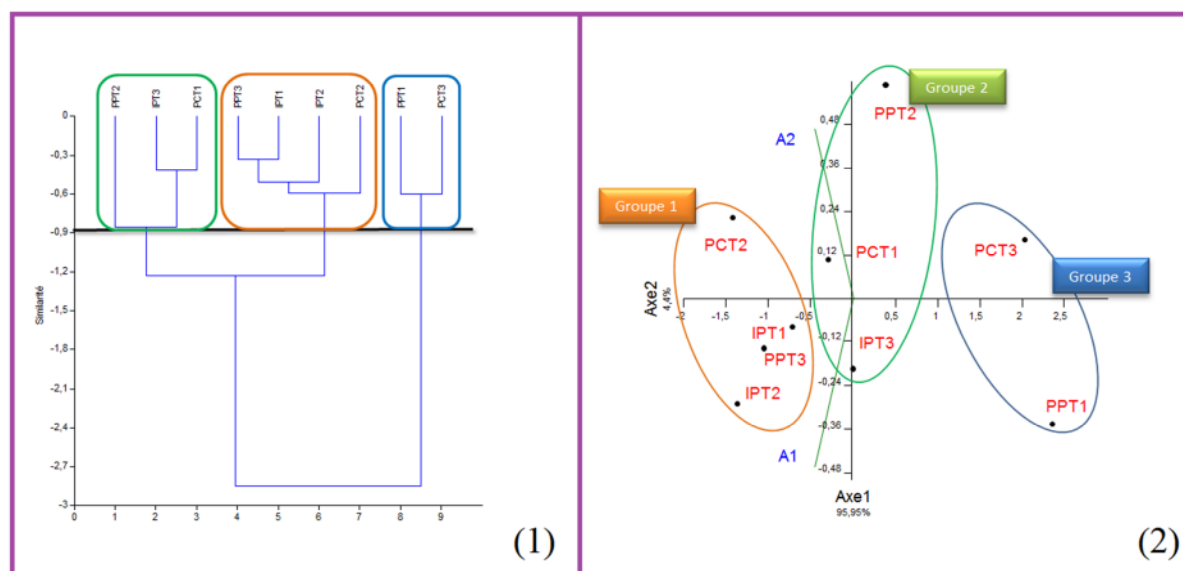 PPT2 IPT3 PCT1 PPT3 IPT1 IPT2 PCT2 PPT1 PCT3
0
-0,3
-0,6
-0,9
-1,2
-1,5
-1,8
-2,1
-2,4
-2,7
-3
Similarité
0 1 2 3 4 5 6 7 8 9
(1)
Groupe 2
PPT2
0,48
A2
0,36
Groupe 1
0,24
PCT2
PCT1
PCT3
0,12
Groupe 3
Axe2
4,4%
-2 -1,5 -1 -0,5 0 0,5 1 1,5 2 2,5
IPT1
-0,12
IPT3
PPT3
-0,24
IPT2
PPT1
-0,36
A1
-0,48
Axe1
95,95%
(2)